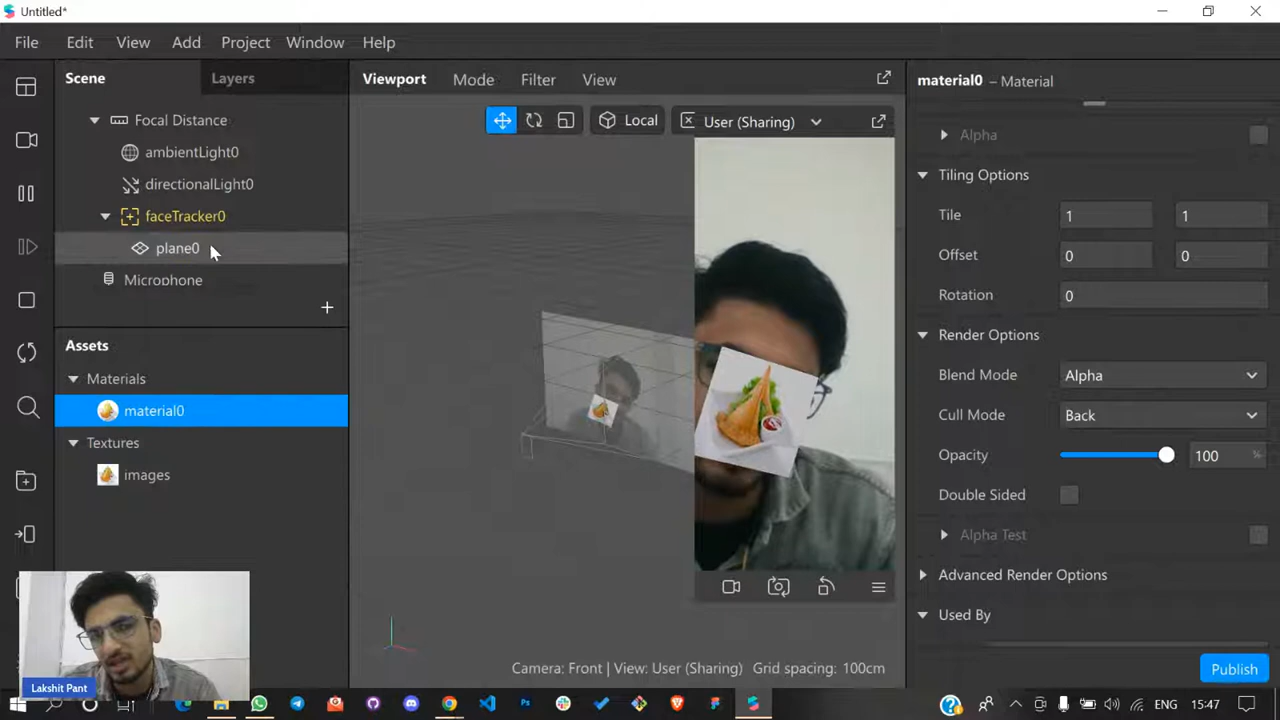 Untitled*
File Edit View Add Project Window Help
Scene Layers
Focal Distance
ambientLight0
directionalLight0
faceTracker0
plane0
Microphone
+
Assets
Materials
material0
Textures
images
Lakshit Pant
Viewport Mode Filter View
Local
User (Sharing)
Camera: Front | View: User (Sharing) Grid spacing: 100cm
material0 – Material
Alpha
Tiling Options
Tile 1 1
Offset 0 0
Rotation 0
Render Options
Blend Mode Alpha
Cull Mode Back
Opacity 100 %
Double Sided
Alpha Test
Advanced Render Options
Used By
Publish
ENG 15:47